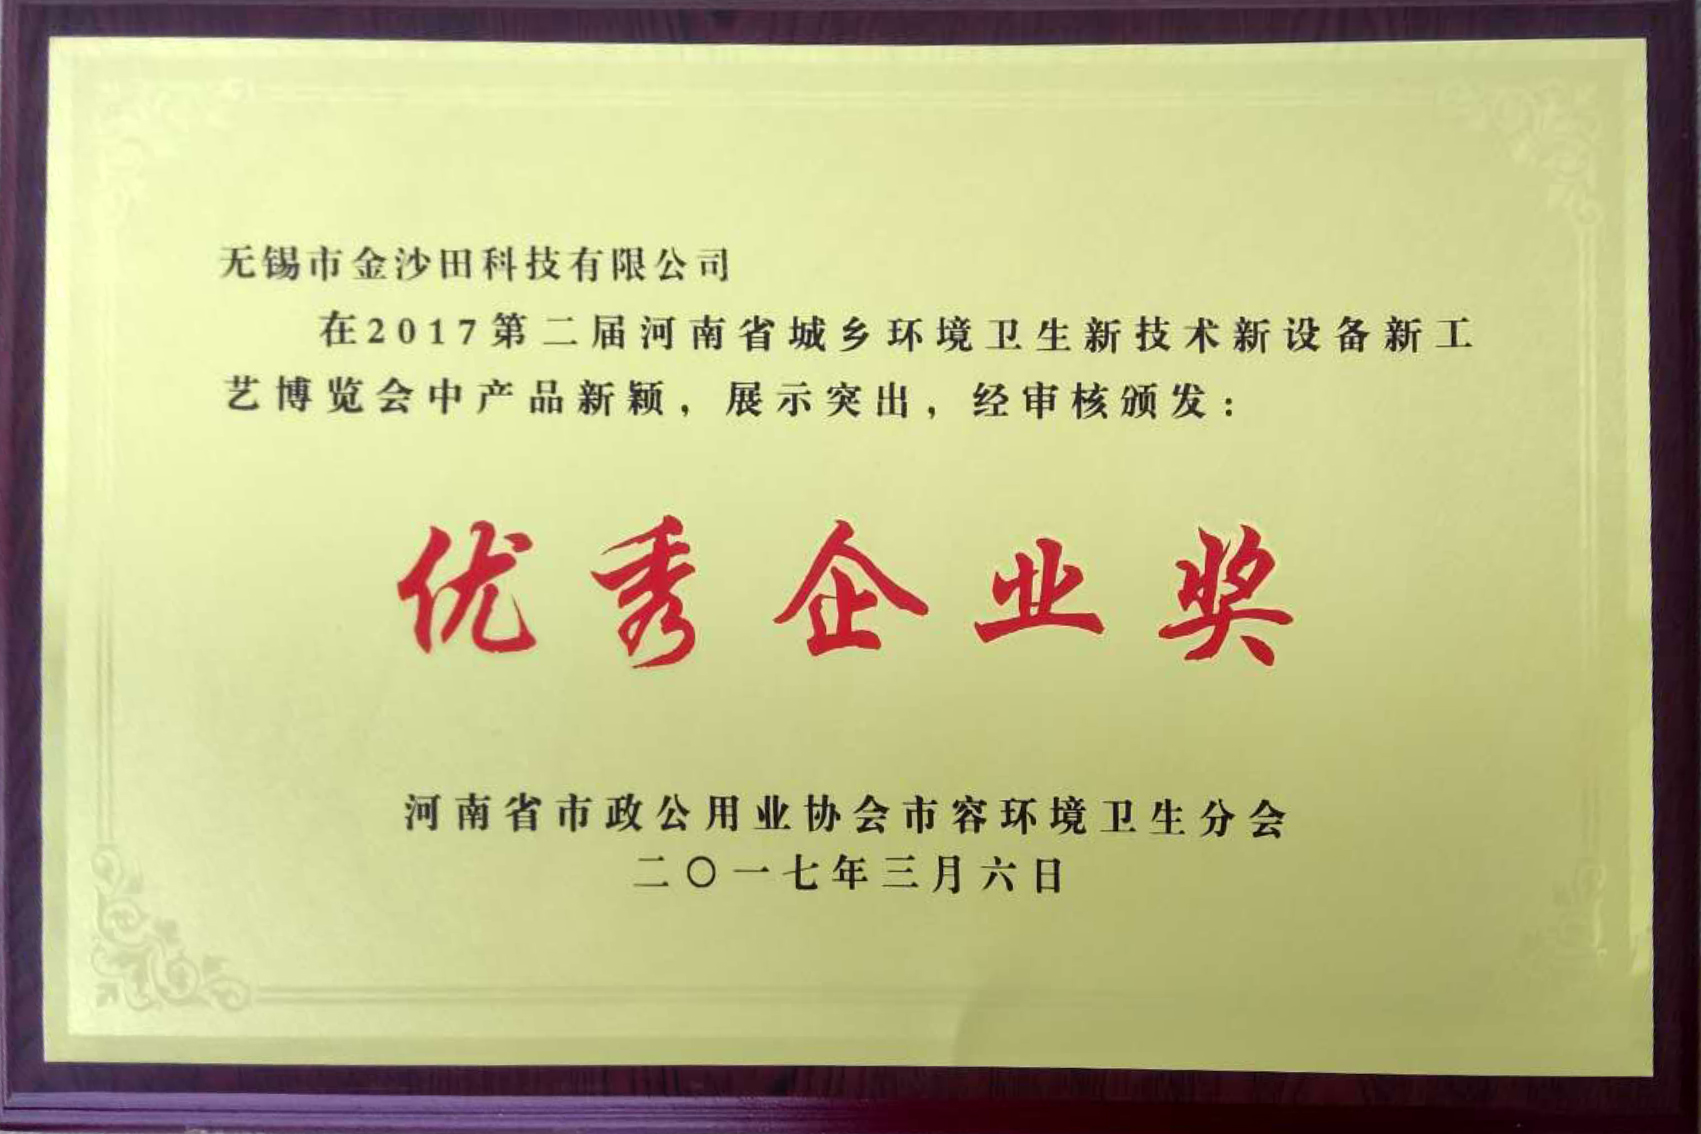 无锡市金沙田科技有限公司
在2017第二届河南省城乡环境卫生新技术新设备新工
艺博览会中产品新颖，展示突出，经审核颁发：
优秀企业奖
河南省市政公用业协会市容环境卫生分会
二〇一七年三月六日